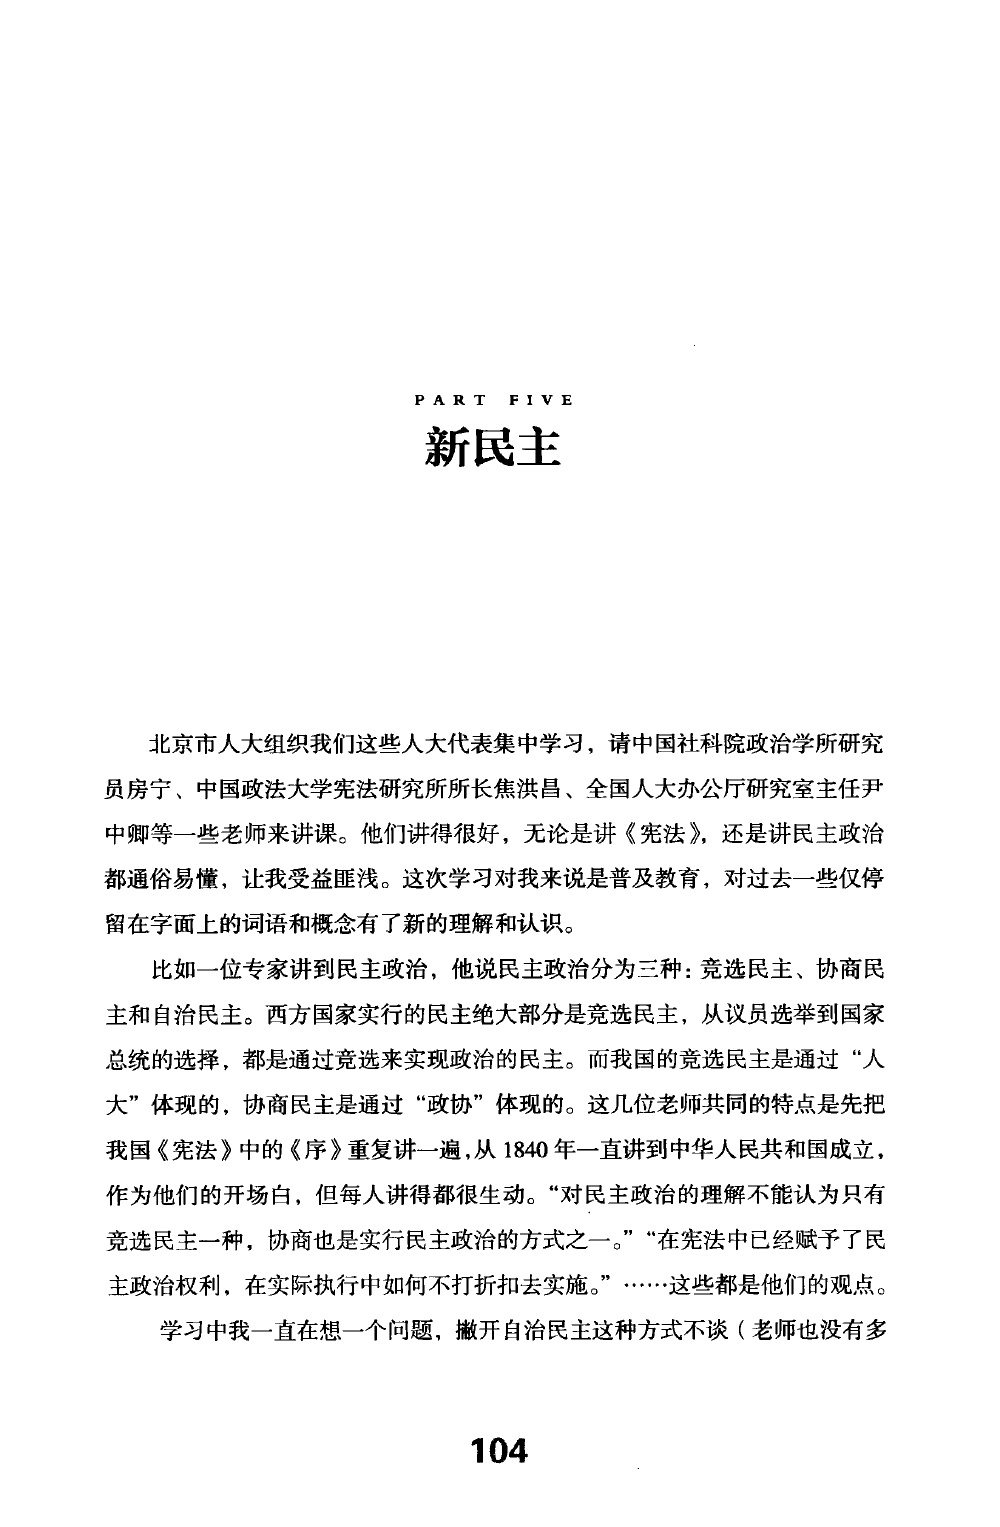 PART FIVE
新民主
北京市人大组织我们这些人大代表集中学习，请中国社科院政治学所研究
员房宁、中国政法大学宪法研究所所长焦洪昌、全国人大办公厅研究室主任尹
中卿等一些老师来讲课。他们讲得很好，无论是讲《宪法》，还是讲民主政治
都通俗易懂，让我受益匪浅。这次学习对我来说是普及教育，对过去一些仅停
留在字面上的词语和概念有了新的理解和认识。
比如一位专家讲到民主政治，他说民主政治分为三种：竞选民主、协商民
主和自治民主。西方国家实行的民主绝大部分是竞选民主，从议员选举到国家
总统的选择，都是通过竞选来实现政治的民主。而我国的竞选民主是通过“人
大”体现的，协商民主是通过“政协”体现的。这几位老师共同的特点是先把
我国《宪法》中的《序》重复讲一遍，从1840年一直讲到中华人民共和国成立，
作为他们的开场白，但每人讲得都很生动。“对民主政治的理解不能认为只有
竞选民主一种，协商也是实行民主政治的方式之一。”“在宪法中已经赋予了民
主政治权利，在实际执行中如何不打折扣去实施。”……这些都是他们的观点。
学习中我一直在想一个问题，撇开自治民主这种方式不谈（老师也没有多
104